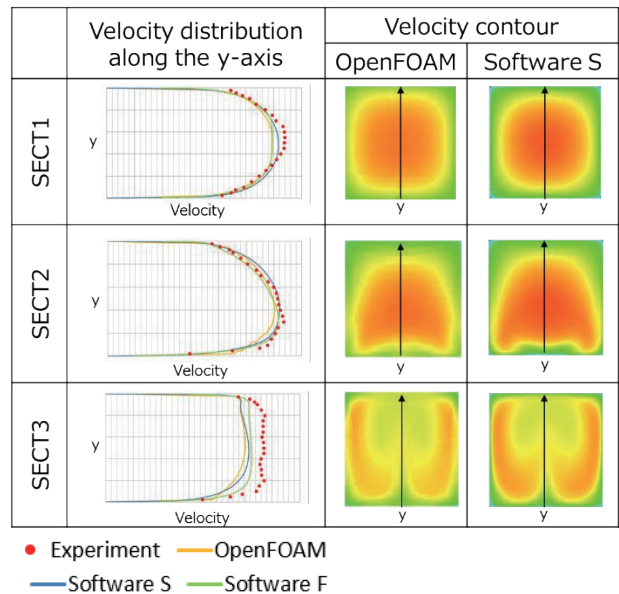 Velocity distribution
along the y-axis
Velocity contour
OpenFOAM
Software S
SECT1
y
Velocity
y
y
SECT2
y
Velocity
y
y
SECT3
y
Velocity
y
y
Experiment
OpenFOAM
Software S
Software F